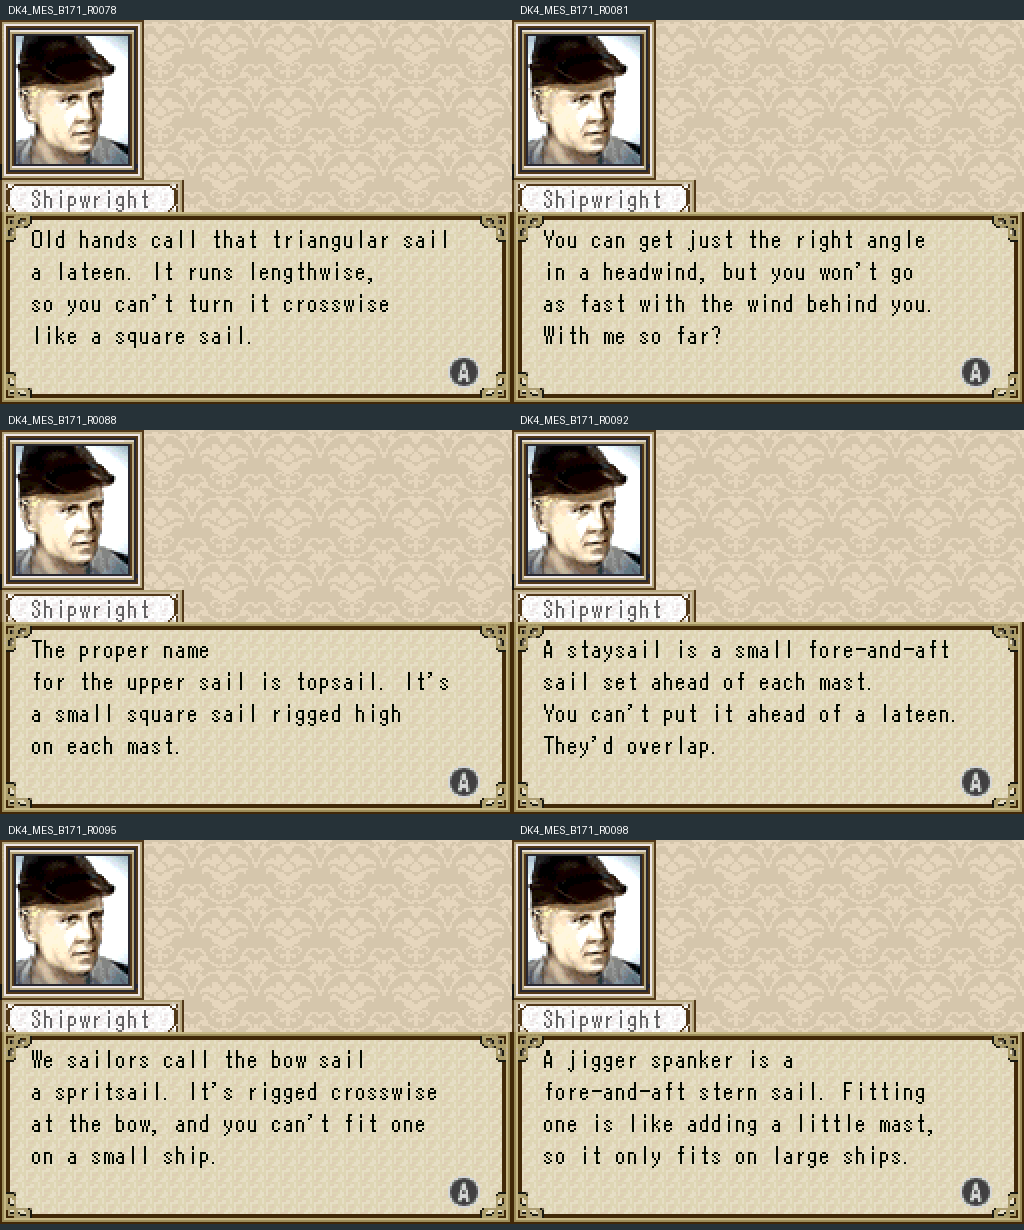 DK4_MES_B171_R0078
Shipwright
Old hands call that triangular sail
a lateen. It runs lengthwise,
so you can't turn it crosswise
like a square sail.
A
DK4_MES_B171_R0081
Shipwright
You can get just the right angle
in a headwind, but you won't go
as fast with the wind behind you.
With me so far?
A
DK4_MES_B171_R0088
Shipwright
The proper name
for the upper sail is topsail. It's
a small square sail rigged high
on each mast.
A
DK4_MES_B171_R0092
Shipwright
A staysail is a small fore-and-aft
sail set ahead of each mast.
You can't put it ahead of a lateen.
They'd overlap.
A
DK4_MES_B171_R0095
Shipwright
We sailors call the bow sail
a spritsail. It's rigged crosswise
at the bow, and you can't fit one
on a small ship.
A
DK4_MES_B171_R0098
Shipwright
A jigger spanker is a
fore-and-aft stern sail. Fitting
one is like adding a little mast,
so it only fits on large ships.
A